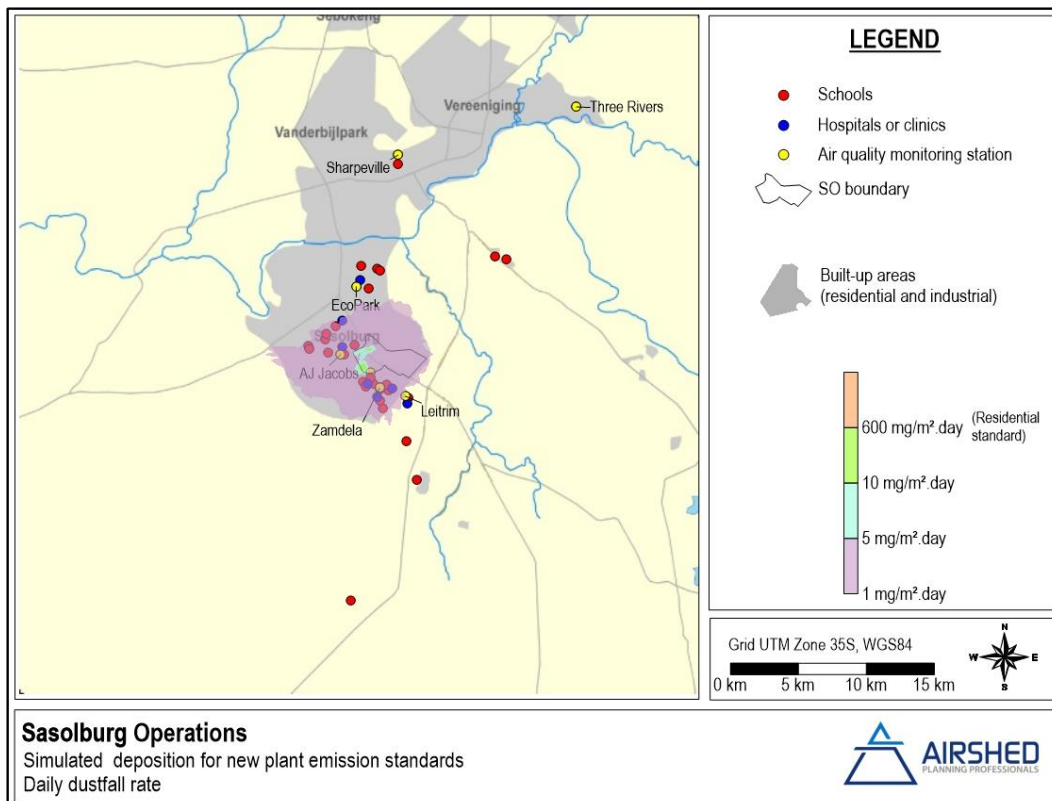 Sebokeng
Vereeniging
Three Rivers
Vanderbijlpark
Sharpeville
EcoPark
Sasolburg
AJ Jacobs
Leitrim
Zamdela
LEGEND
Schools
Hospitals or clinics
Air quality monitoring station
SO boundary
Built-up areas
(residential and industrial)
600 mg/m².day (Residential
standard)
10 mg/m².day
5 mg/m².day
1 mg/m².day
Grid UTM Zone 35S, WGS84
N
W E
S
0 km 5 km 10 km 15 km
Sasolburg Operations
Simulated deposition for new plant emission standards
Daily dustfall rate
AIRSHED
PLANNING PROFESSIONALS